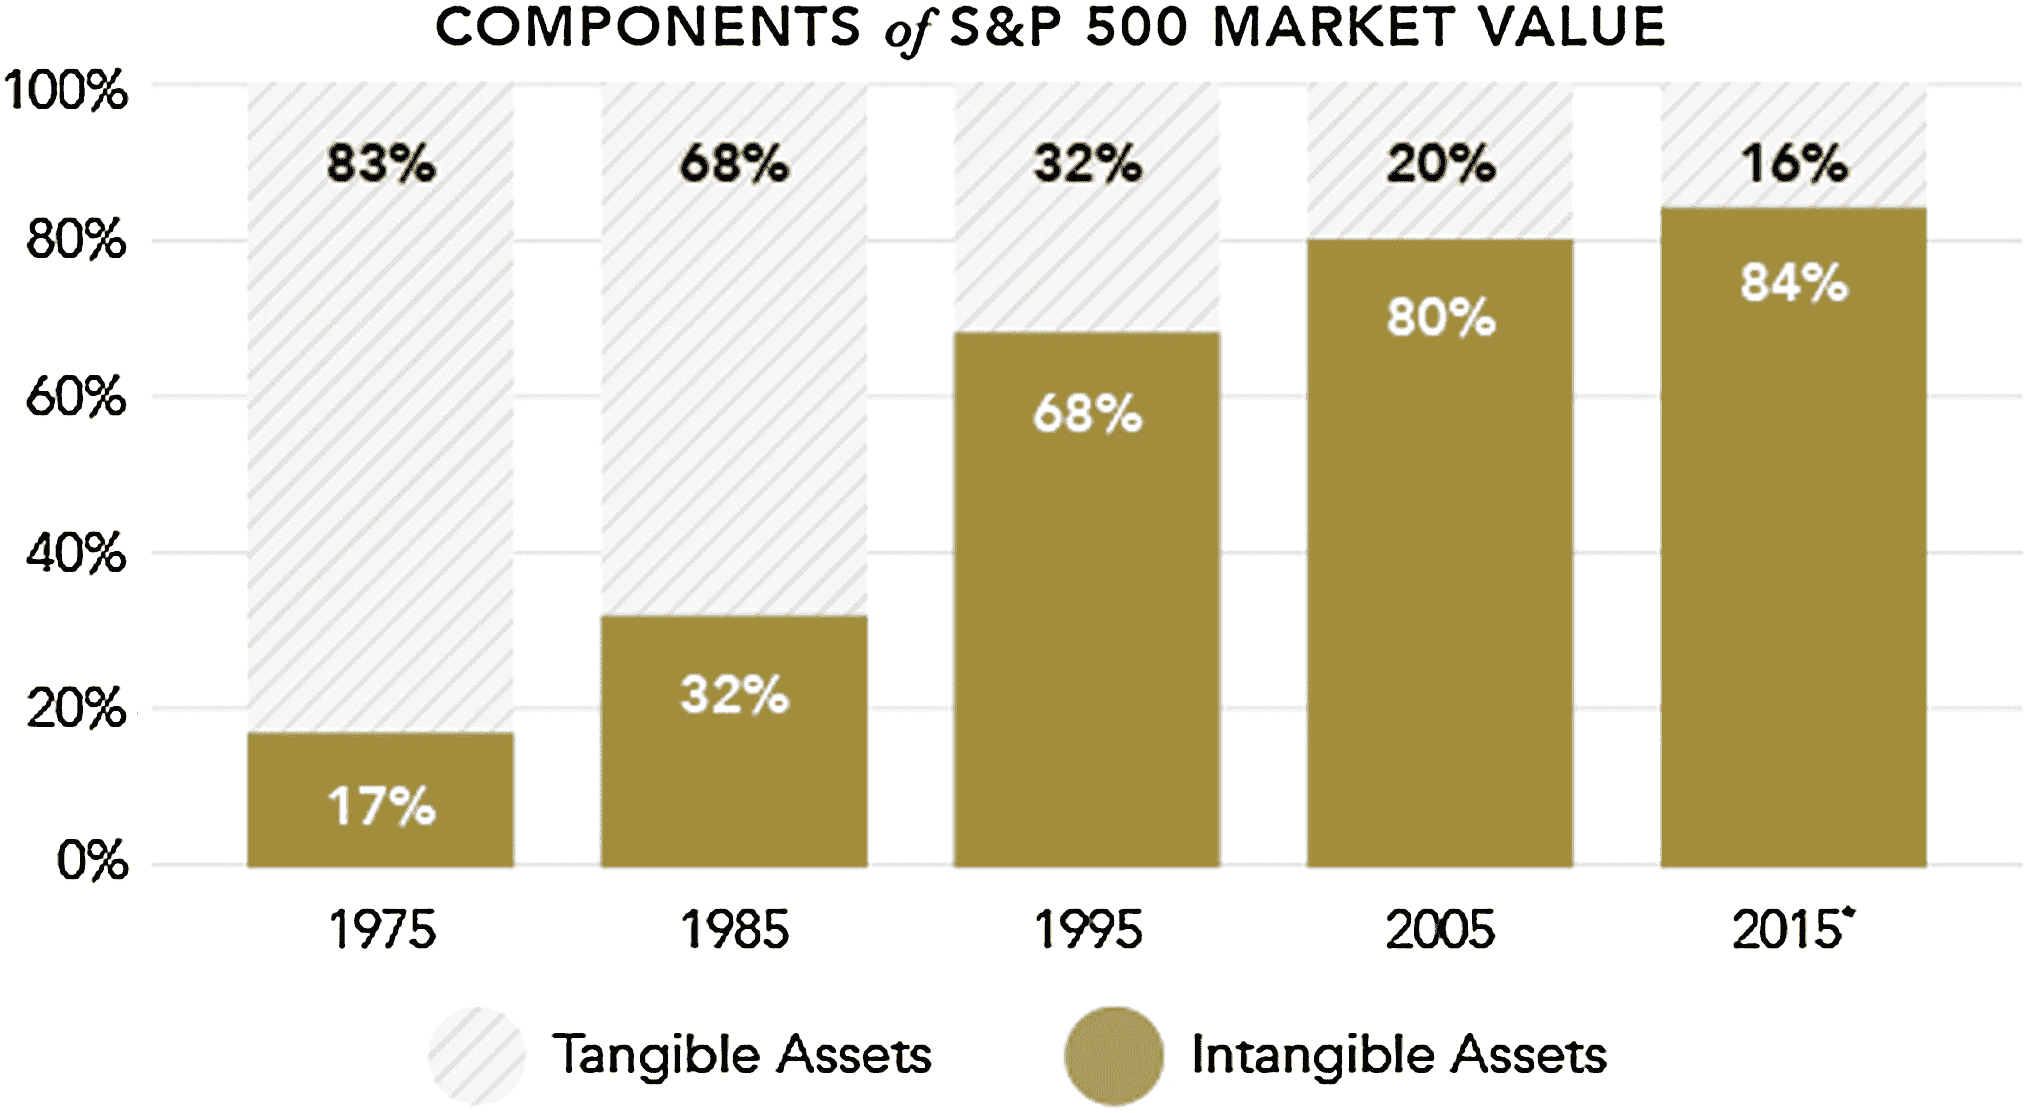 COMPONENTS of S&P 500 MARKET VALUE
100%
83% 68% 32% 20% 16%
80%
84%
80%
60%
68%
40%
32%
20%
17%
0%
1975 1985 1995 2005 2015*
Tangible Assets Intangible Assets